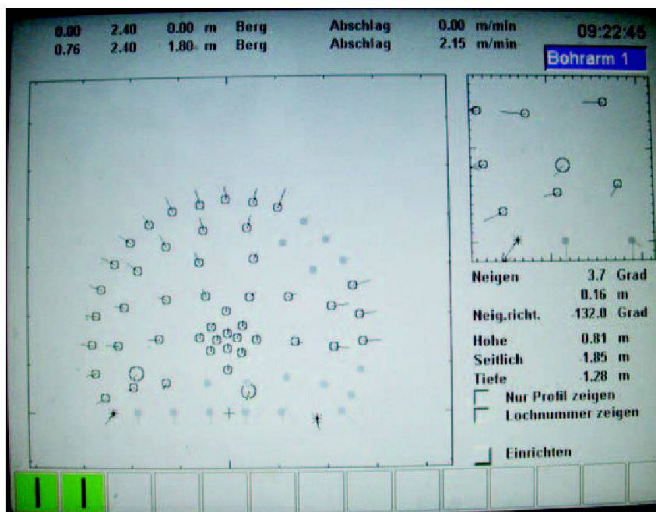 0.00 2.40 0.00 m Berg Abschlag 0.00 m/min 09:22:45
0.76 2.40 1.80 m Berg Abschlag 2.15 m/min
Bohrarm 1
Neigen 3.7 Grad
0.16 m
Neig.richt. -132.0 Grad
Hohe 0.81 m
Seitlich -1.85 m
Tiefe -1.28 m
Nur Profil zeigen
Lochnummer zeigen
Einrichten